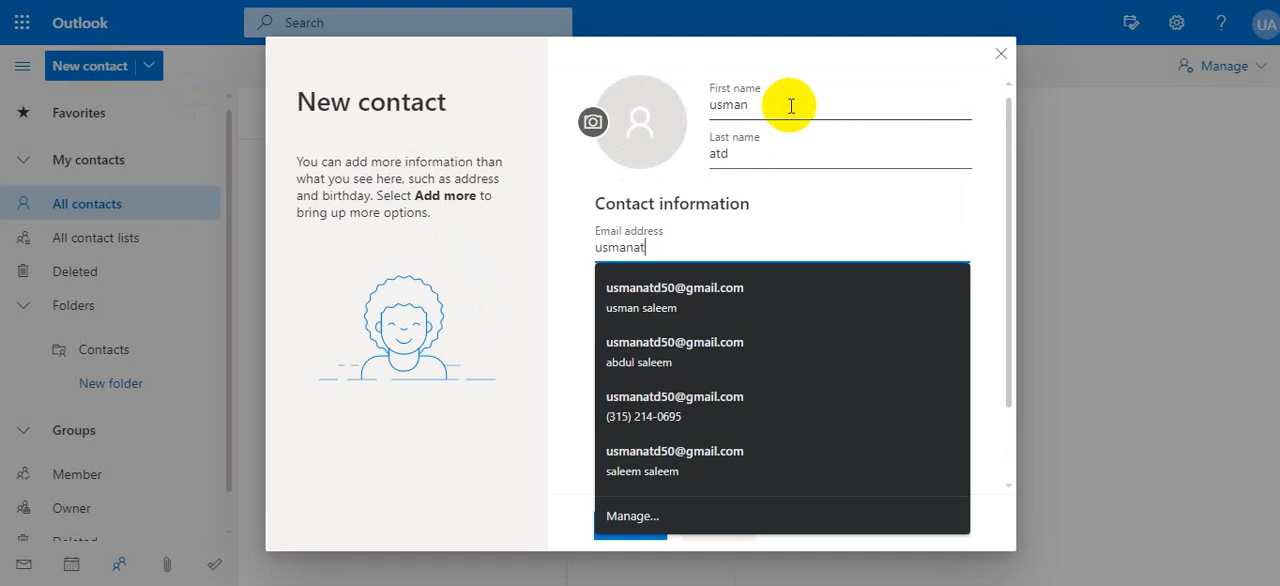 Outlook
Search
UA
New contact
Manage
Favorites
My contacts
All contacts
All contact lists
Deleted
Folders
Contacts
New folder
Groups
Member
Owner
Deleted
New contact
You can add more information than
what you see here, such as address
and birthday. Select Add more to
bring up more options.
First name
usman
Last name
atd
Contact information
Email address
usmanat
usmanatd50@gmail.com
usman saleem
usmanatd50@gmail.com
abdul saleem
usmanatd50@gmail.com
(315) 214-0695
usmanatd50@gmail.com
saleem saleem
Manage...